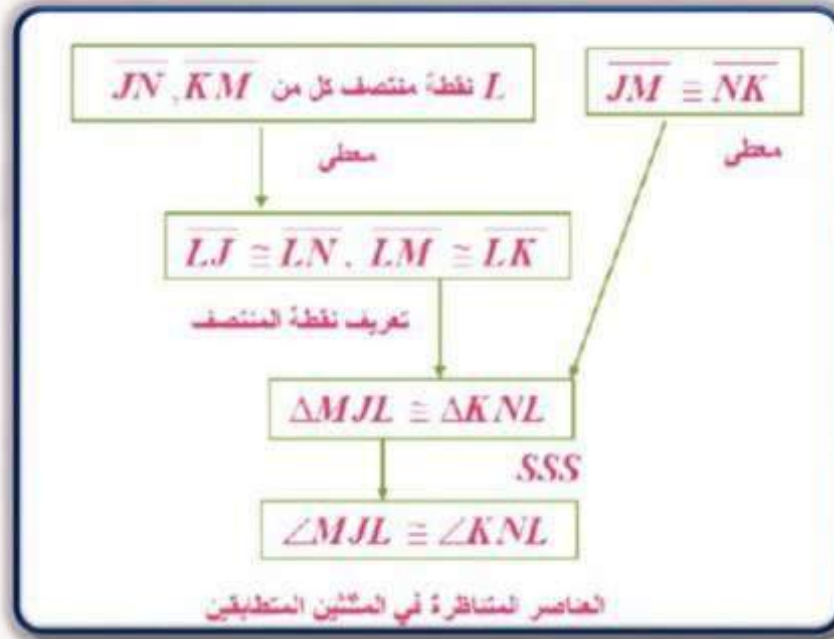 L نقطة منتصف كل من JN , KM
JM ≅ NK
معطى
معطى
LJ ≅ LN , LM ≅ LK
تعريف نقطة المنتصف
ΔMJL ≅ ΔKNL
SSS
∠MJL ≅ ∠KNL
العناصر المتناظرة في المثلثين المتطابقين